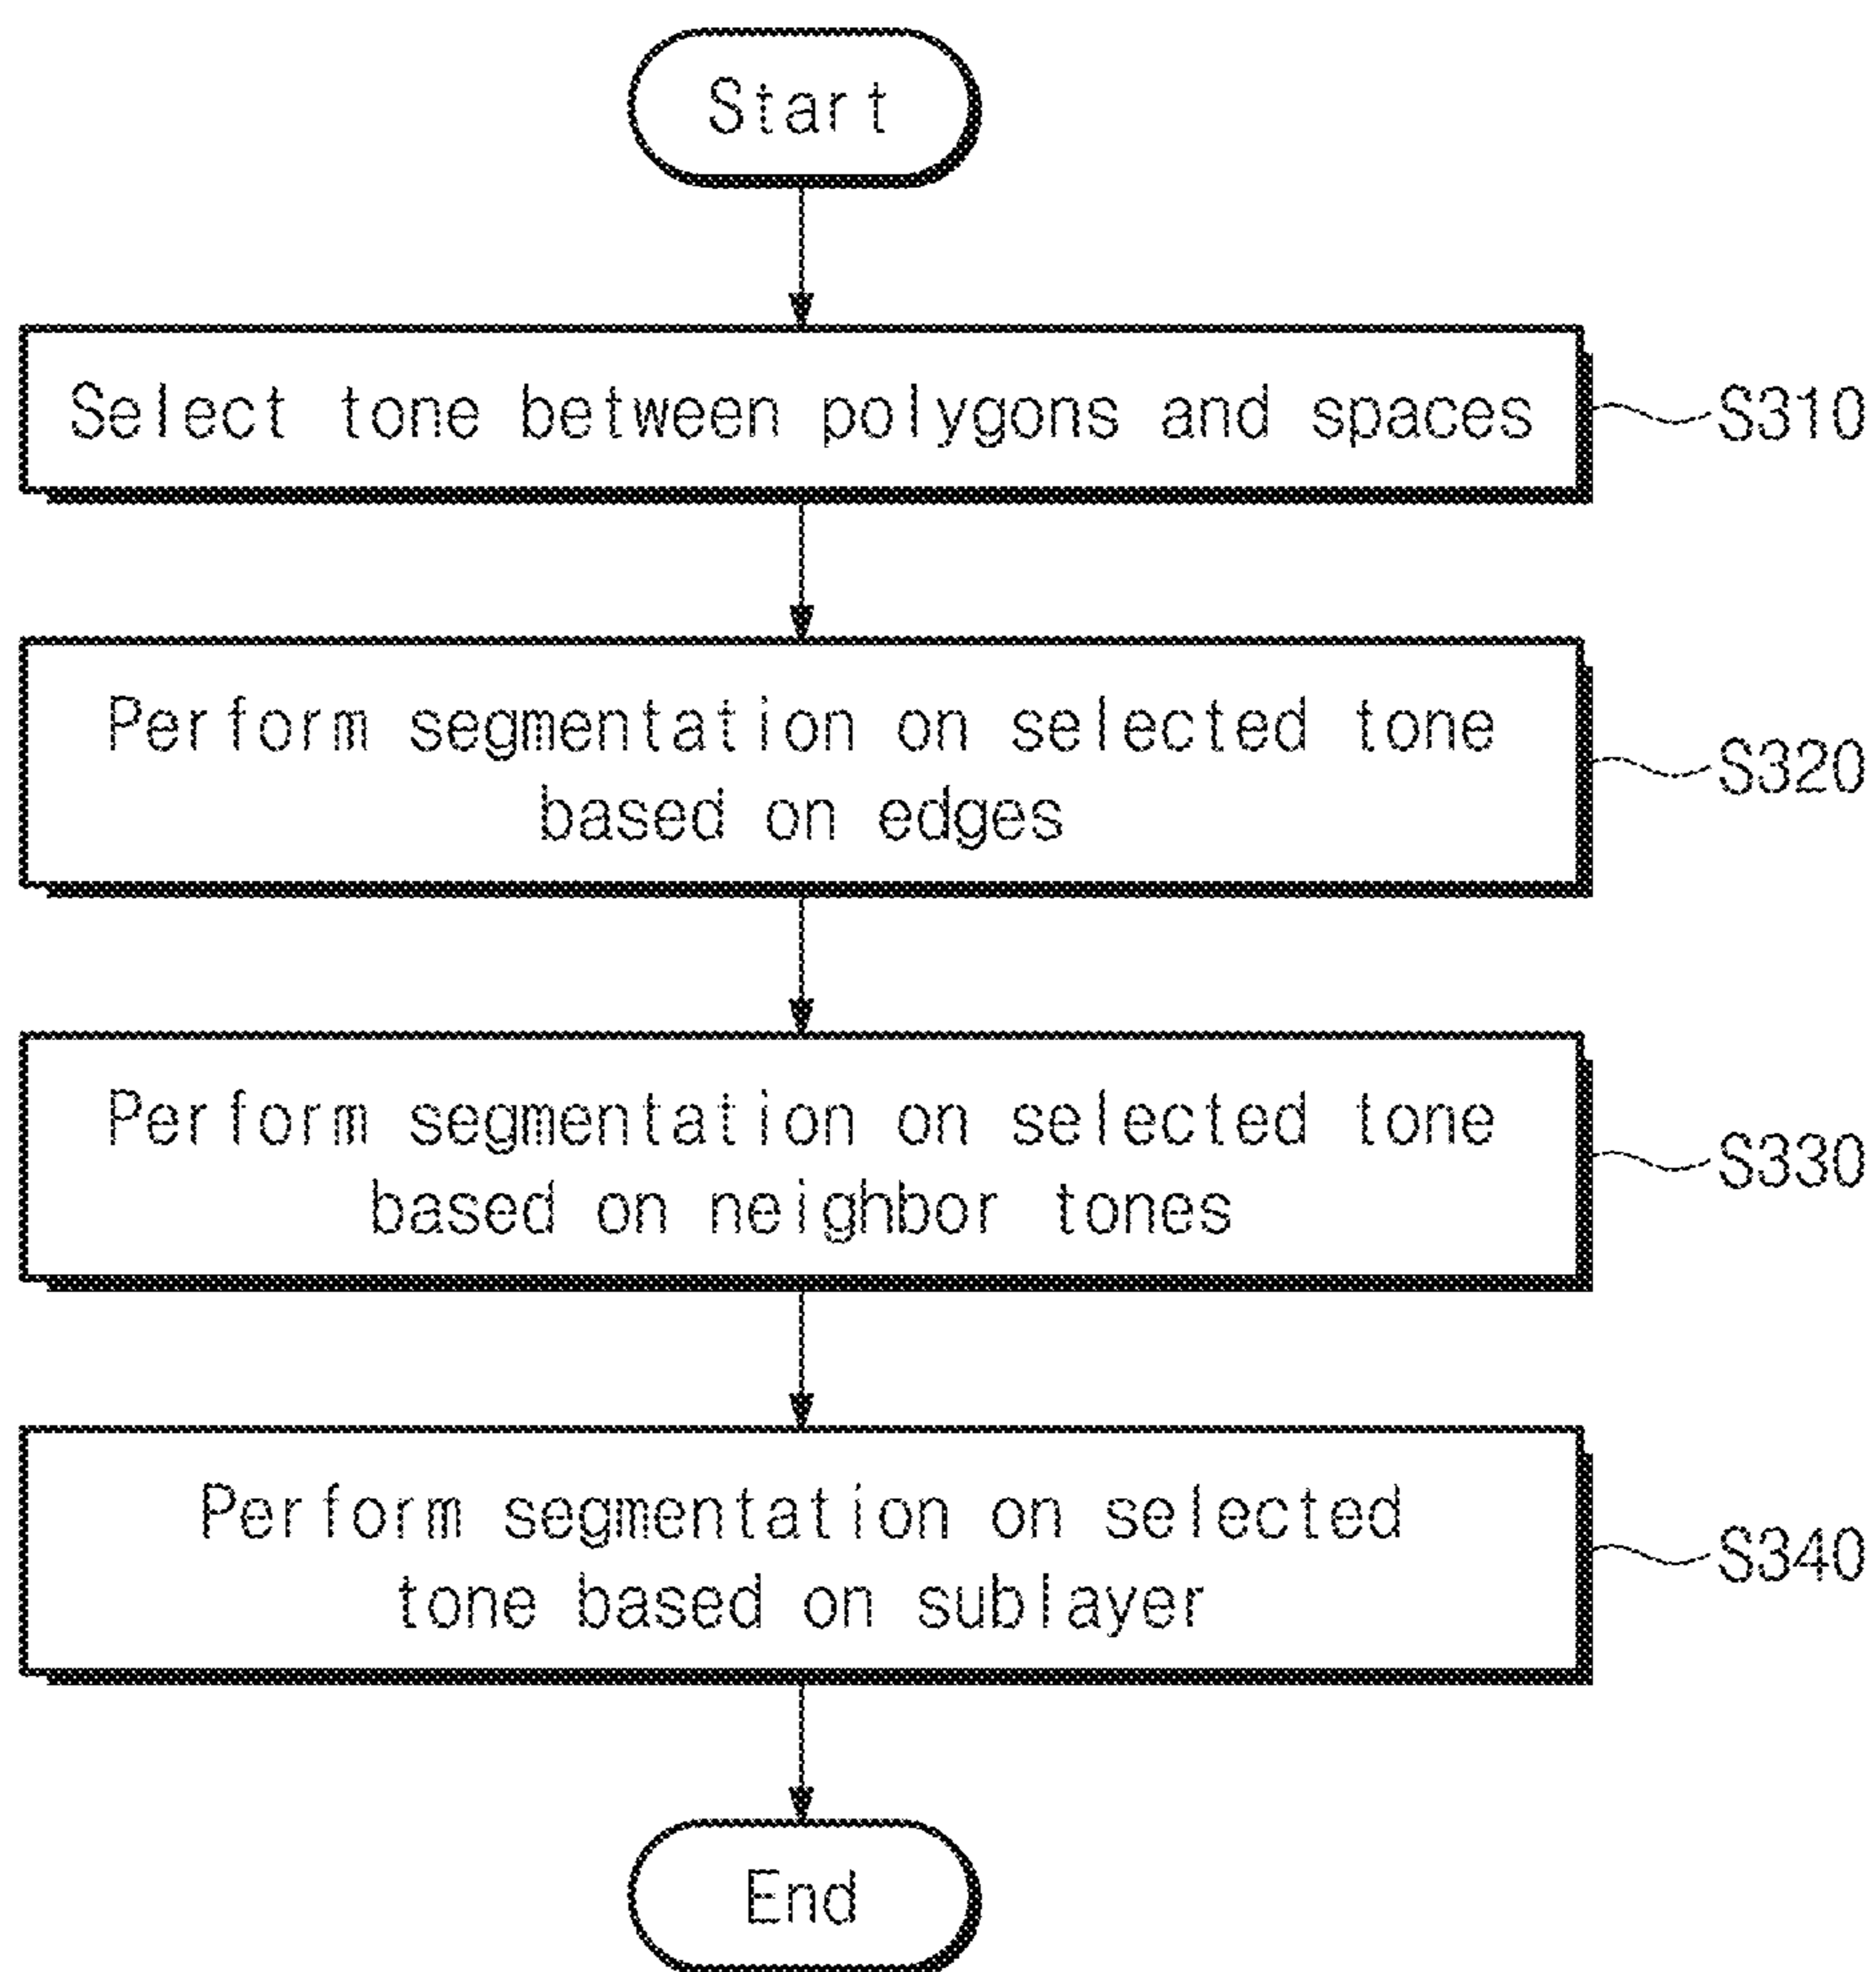 Start
Select tone between polygons and spaces
S310
Perform segmentation on selected tone
based on edges
S320
Perform segmentation on selected tone
based on neighbor tones
S330
Perform segmentation on selected
tone based on sublayer
S340
End